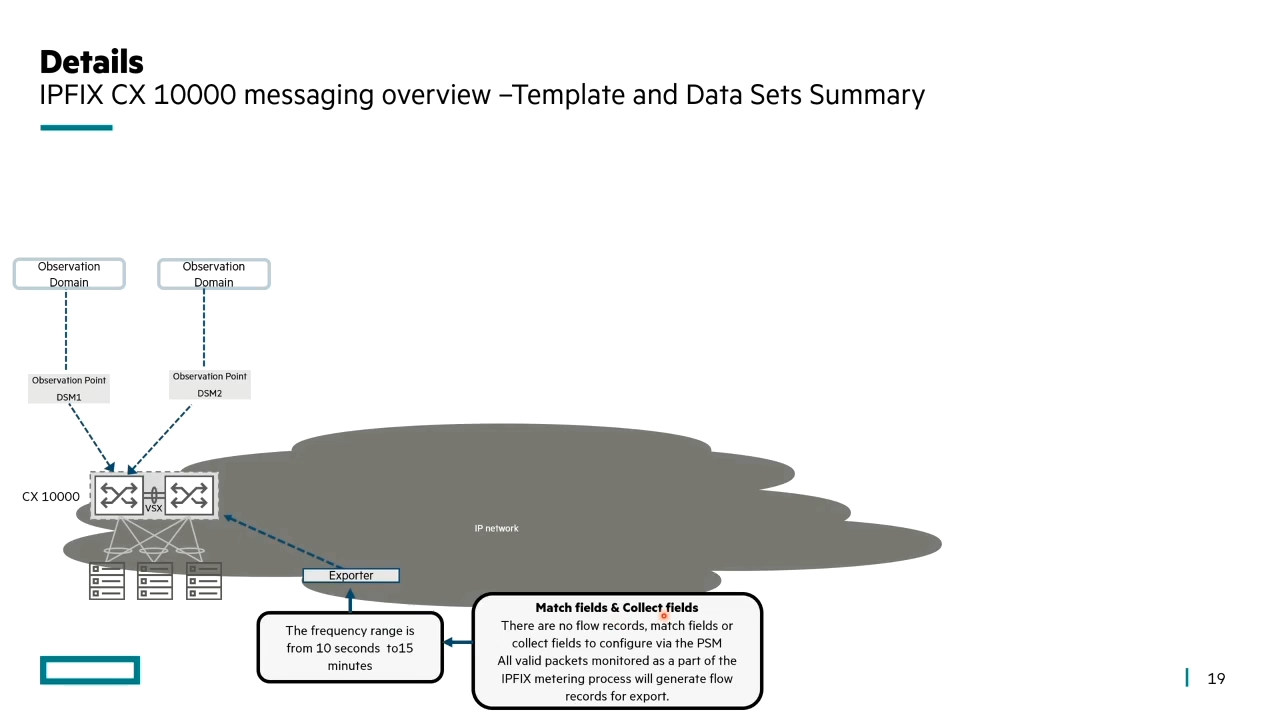 Details
IPFIX CX 10000 messaging overview –Template and Data Sets Summary
Observation
Domain
Observation
Domain
Observation Point
DSM1
Observation Point
DSM2
CX 10000
VSX
IP network
Exporter
The frequency range is
from 10 seconds  to15
minutes
Match fields & Collect fields
There are no flow records, match fields or
collect fields to configure via the PSM
All valid packets monitored as a part of the
IPFIX metering process will generate flow
records for export.
19